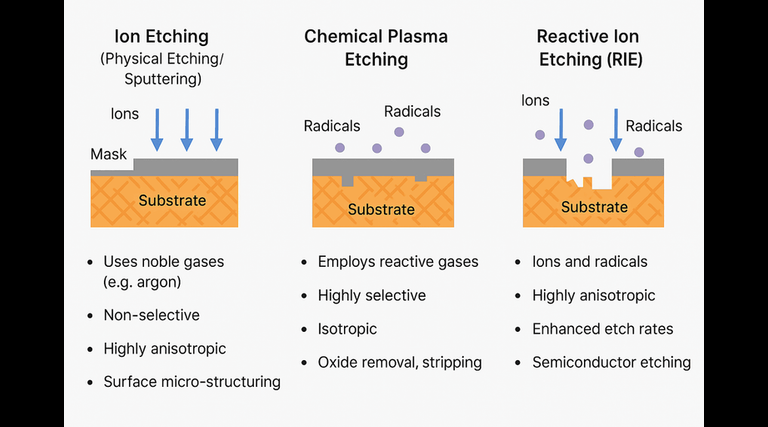 Ion Etching
(Physical Etching/
Sputtering)
Ions
Mask
Substrate
• Uses noble gases
(e.g. argon)
• Non-selective
• Highly anisotropic
• Surface micro-structuring
Chemical Plasma
Etching
Radicals
Radicals
Substrate
• Employs reactive gases
• Highly selective
• Isotropic
• Oxide removal, stripping
Reactive Ion
Etching (RIE)
Ions
Radicals
Substrate
• Ions and radicals
• Highly anisotropic
• Enhanced etch rates
• Semiconductor etching